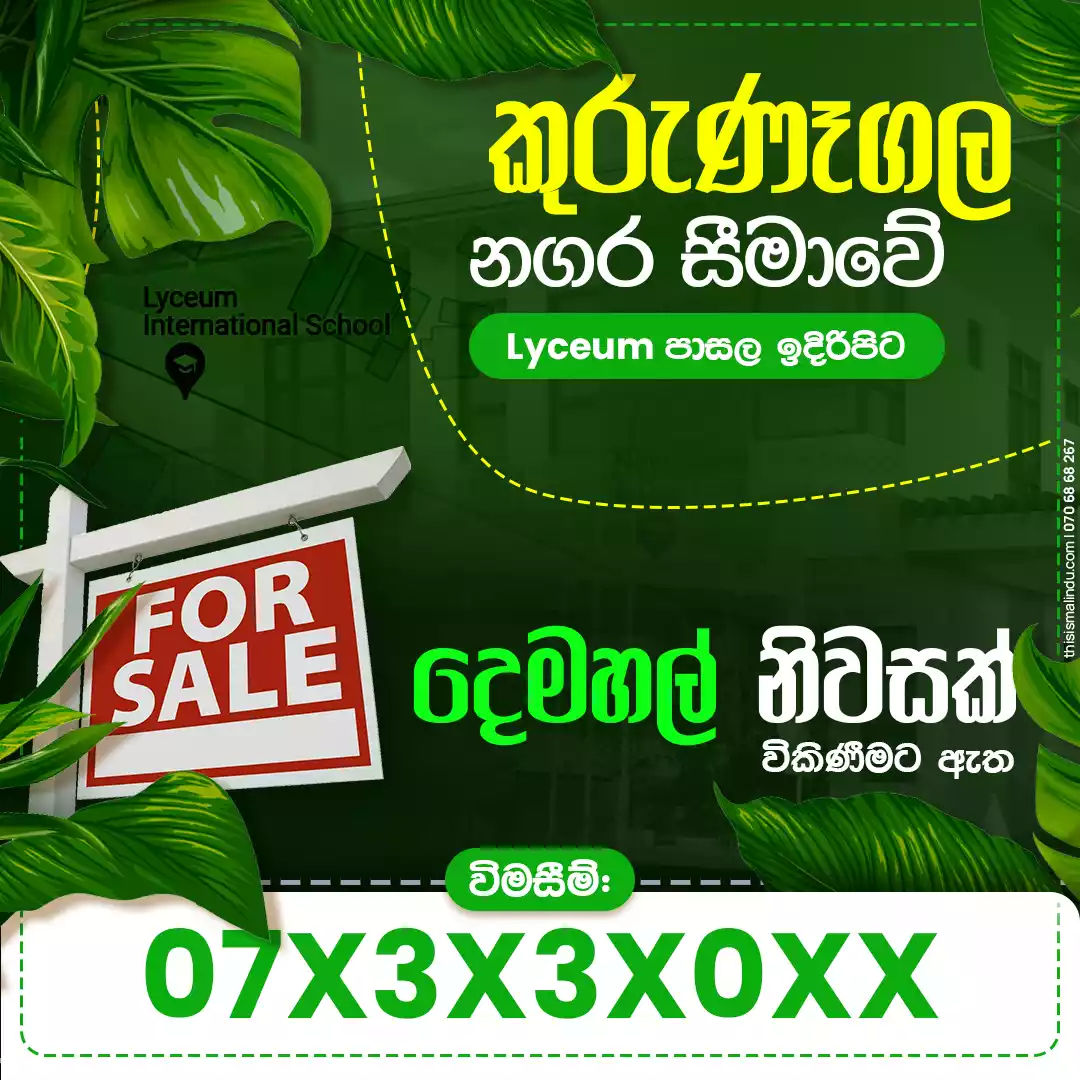 කුරුණෑගල
නගර සීමාවේ
Lyceum පාසල ඉදිරිපිට
Lyceum
International School
FOR
SALE
දෙමහල් නිවසක්
විකිණීමට ඇත
විමසීම්:
07X3X3X0XX
thisismalindu.com | 070 68 68 267